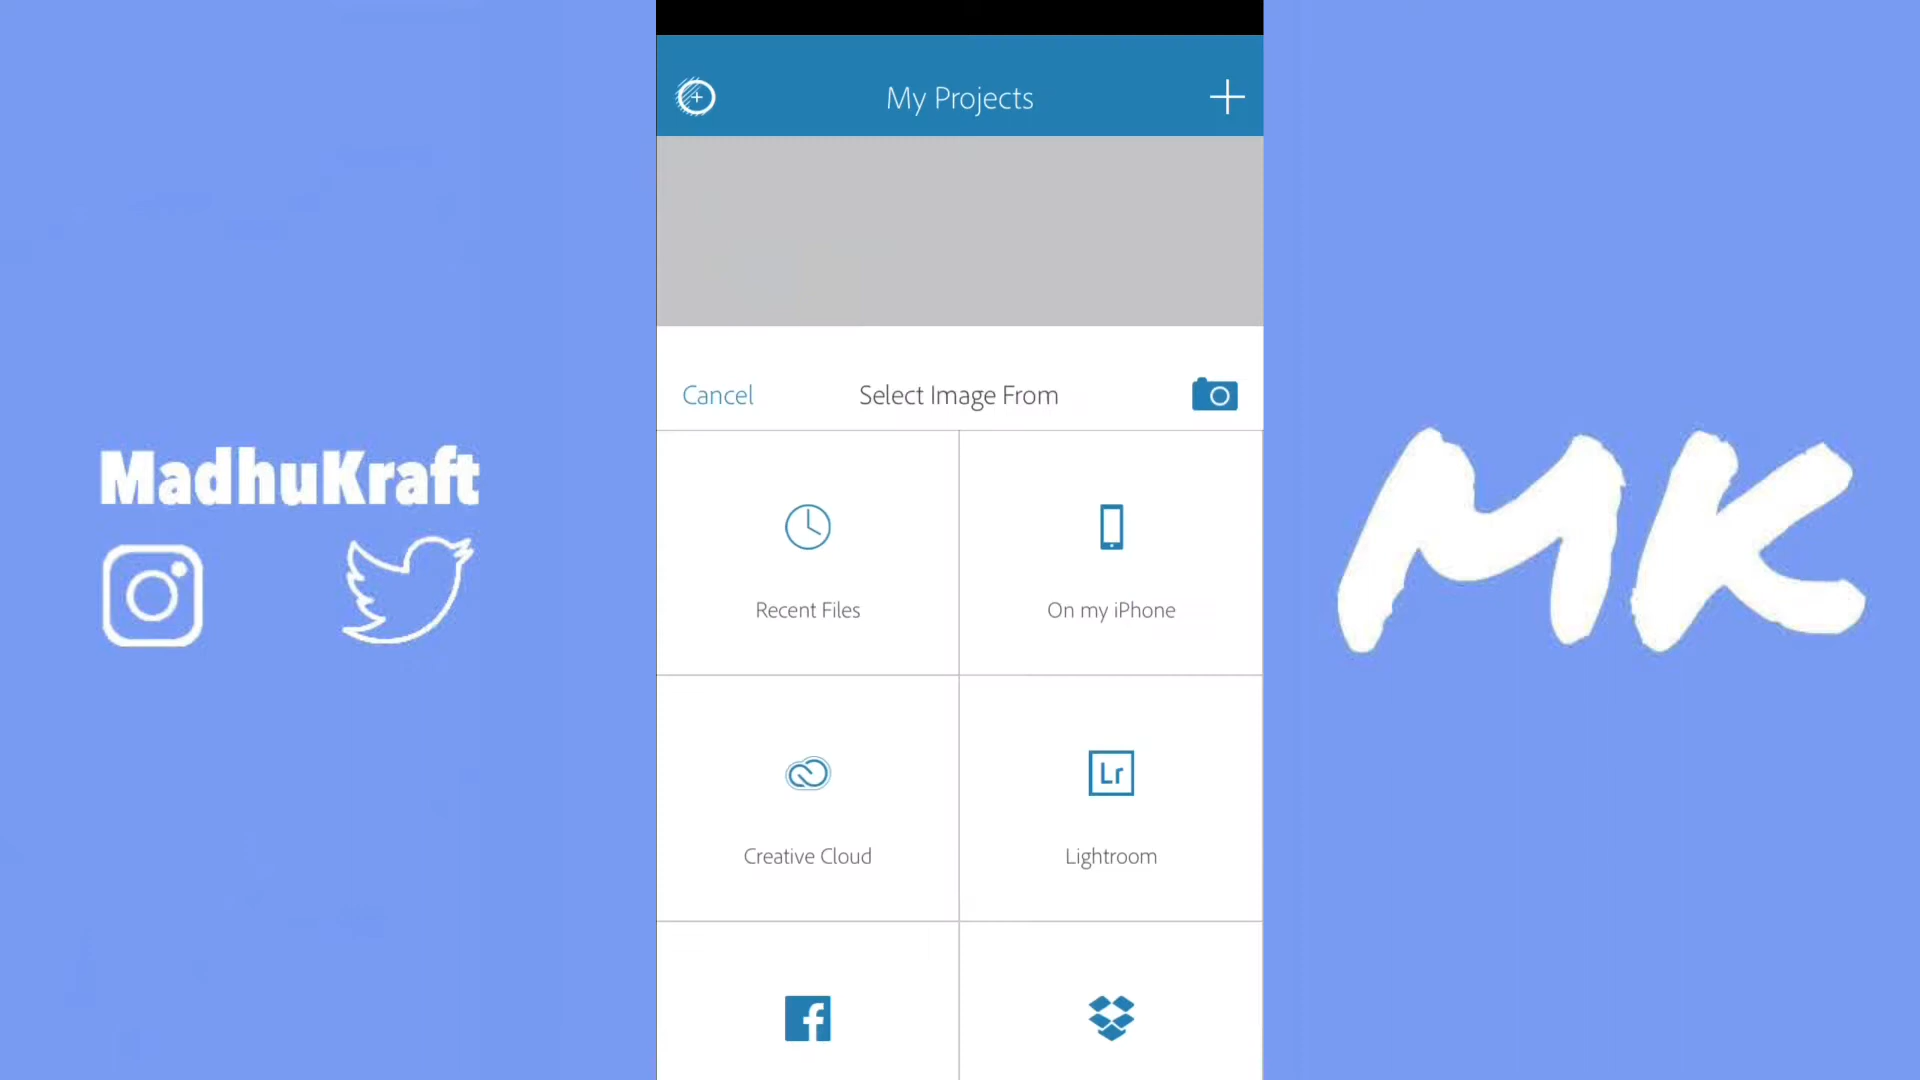 My Projects
Cancel
Select Image From
Recent Files
On my iPhone
Creative Cloud
Lr
Lightroom
MadhuKraft
MK